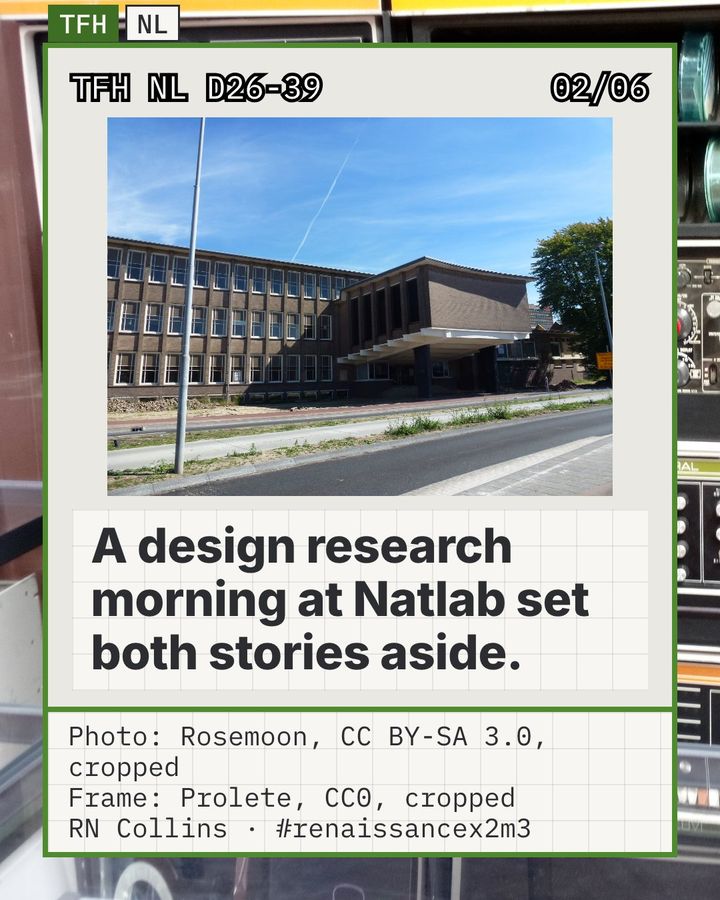 TFH NL
TFH NL D26-39
02/06
A design research
morning at Natlab set
both stories aside.
Photo: Rosemoon, CC BY-SA 3.0,
cropped
Frame: Prolete, CC0, cropped
RN Collins · #renaissancex2m3